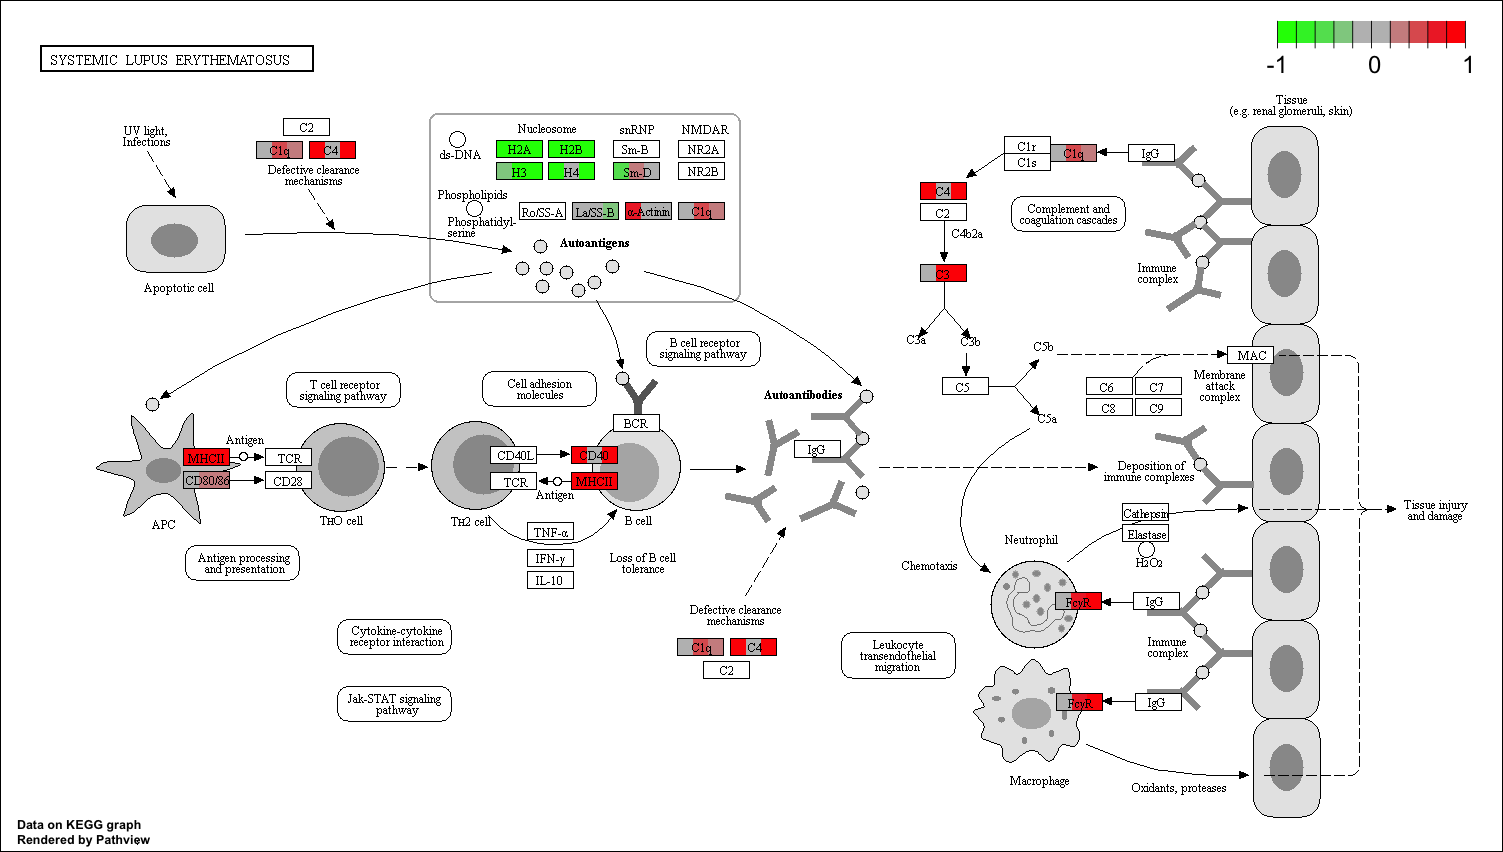 SYSTEMIC LUPUS ERYTHEMATOSUS
-1 0 1
UV light,
Infections
C2
C1q C4
Defective clearance
mechanisms
Apoptotic cell
Nucleosome snRNP NMDAR
ds-DNA
H2A H2B Sm-B NR2A
H3 H4 Sm-D NR2B
Phospholipids
Phosphatidyl-
serine
Ro/SS-A La/SS-B α-Actinin C1q
Autoantigens
Tissue
(e.g. renal glomeruli, skin)
C1r
C1s
C1q
IgG
C4
C2
C4b2a
Complement and
coagulation cascades
Immune
complex
C3
C3a C3b
C5
C5b
C5a
MAC
Membrane
attack
complex
C6 C7
C8 C9
B cell receptor
signaling pathway
T cell receptor
signaling pathway
Cell adhesion
molecules
Autoantibodies
BCR
IgG
Antigen
MHCII TCR
CD80/86 CD28
CD40L CD40
TCR MHCII
Antigen
APC
TH0 cell
TH2 cell
B cell
TNF-α
IFN-γ
IL-10
Loss of B cell
tolerance
Antigen processing
and presentation
Deposition of
immune complexes
Cathepsin
Elastase
H2O2
Tissue injury
and damage
Neutrophil
Chemotaxis
FcγR IgG
Immune
complex
Defective clearance
mechanisms
C1q C4
C2
Cytokine-cytokine
receptor interaction
Leukocyte
transendothelial
migration
Jak-STAT signaling
pathway
FcγR IgG
Macrophage
Oxidants, proteases
Data on KEGG graph
Rendered by Pathview